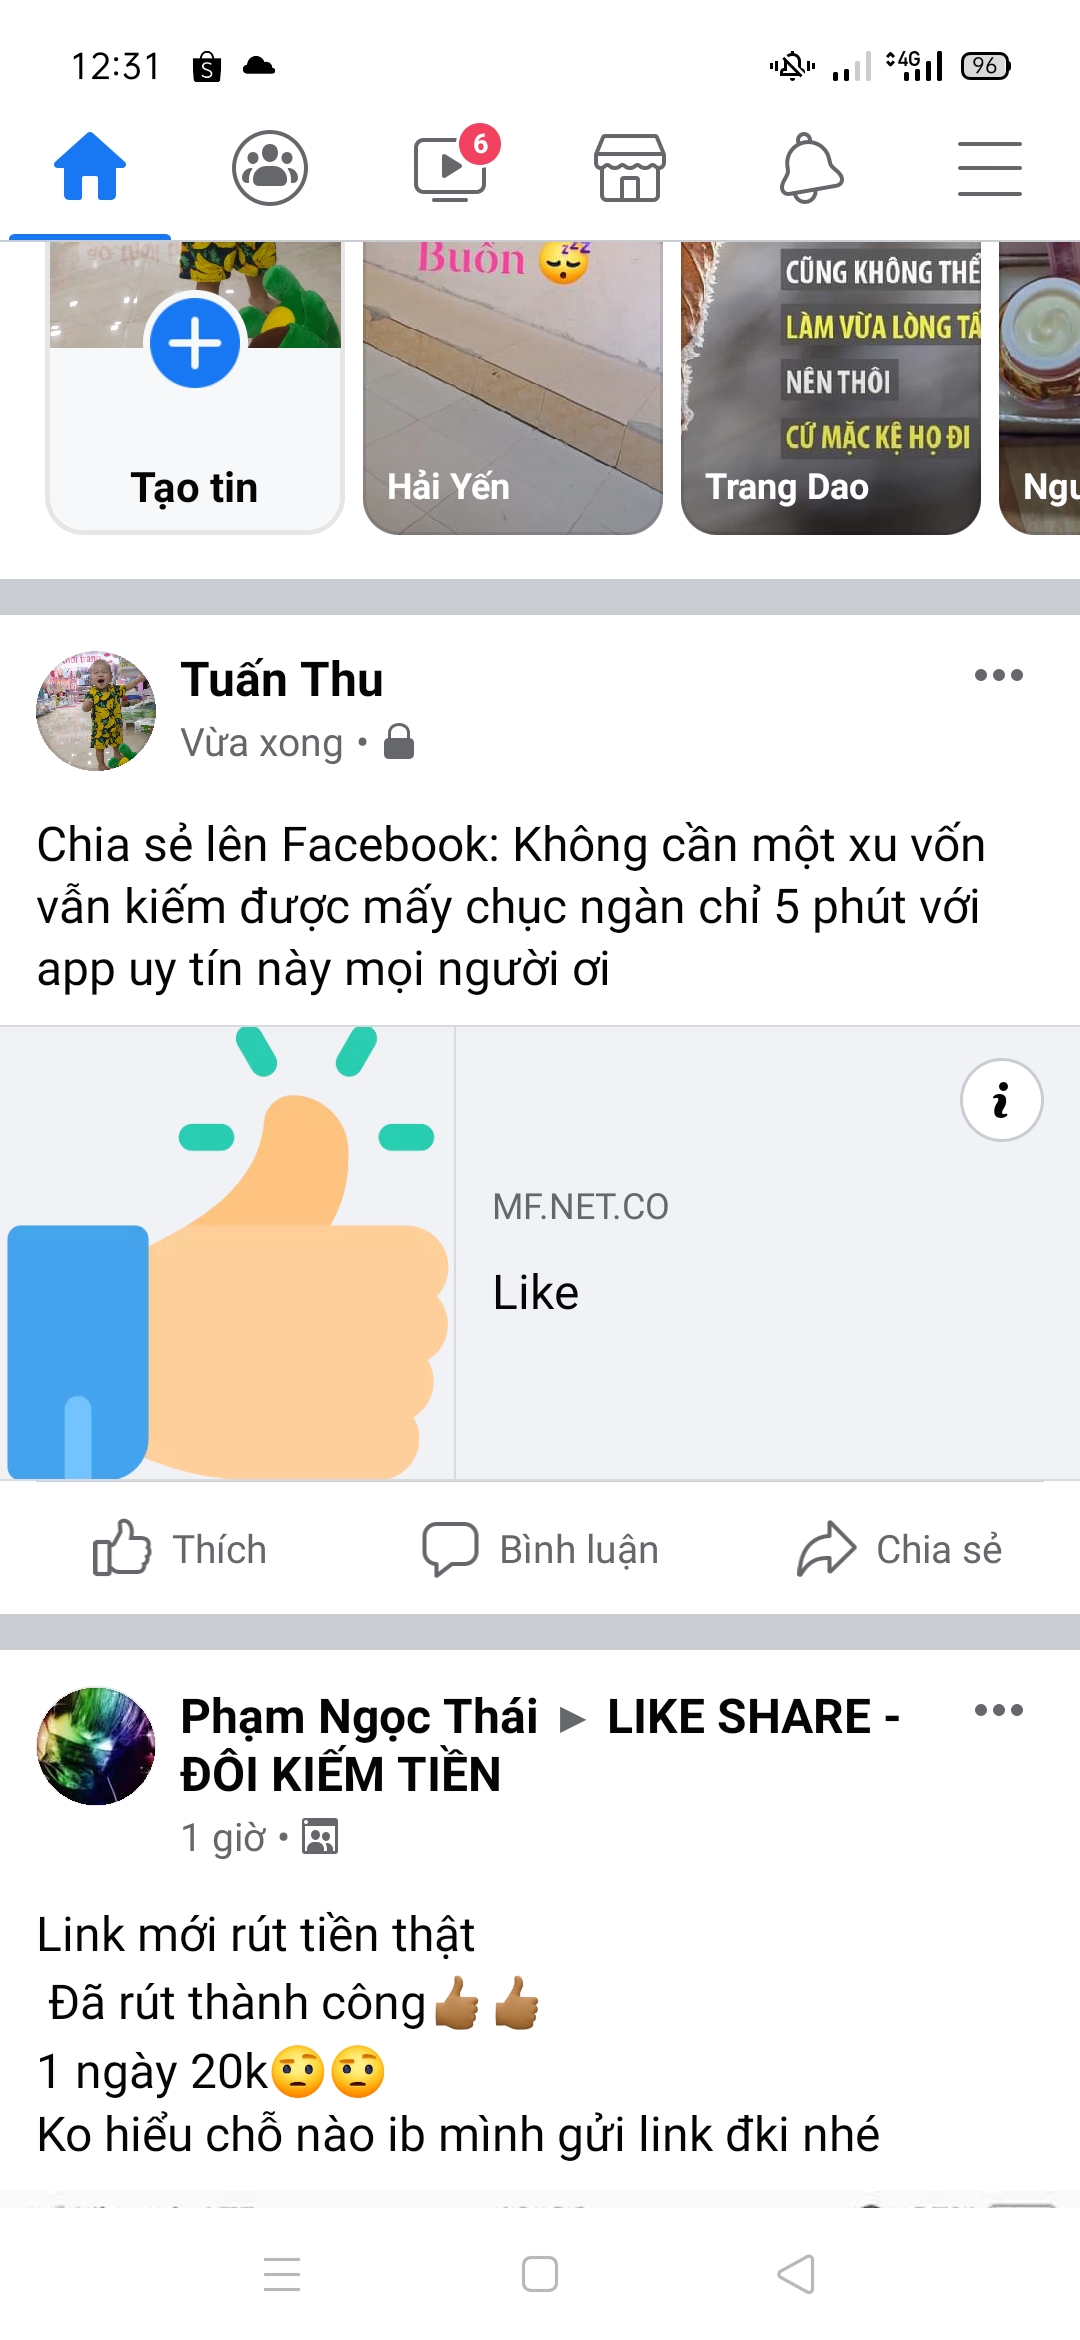 12:31
4G
96
6
Buồn
zzz
CŨNG KHÔNG THỂ
LÀM VỪA LÒNG TẤ
NÊN THÔI
CỨ MẶC KỆ HỌ ĐI
Tạo tin
Hải Yến
Trang Dao
Ngu
Tuấn Thu
Vừa xong •
Chia sẻ lên Facebook: Không cần một xu vốn
vẫn kiếm được mấy chục ngàn chỉ 5 phút với
app uy tín này mọi người ơi
i
MF.NET.CO
Like
Thích
Bình luận
Chia sẻ
Phạm Ngọc Thái ▶ LIKE SHARE -
ĐÔI KIẾM TIỀN
1 giờ •
Link mới rút tiền thật
Đã rút thành công👍🏾👍🏾
1 ngày 20k🤨🤨
Ko hiểu chỗ nào ib mình gửi link đki nhé